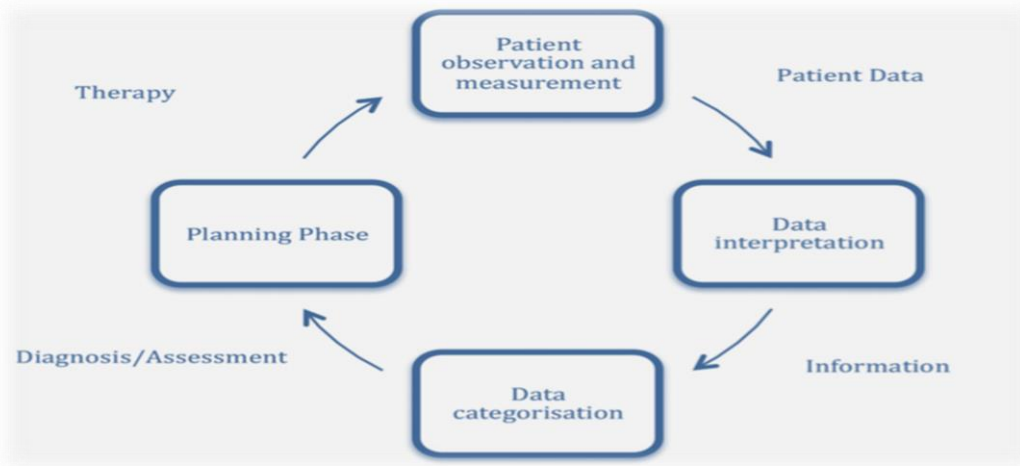 Patient
observation and
measurement
Patient Data
Therapy
Planning Phase
Data
interpretation
Diagnosis/Assessment
Information
Data
categorisation